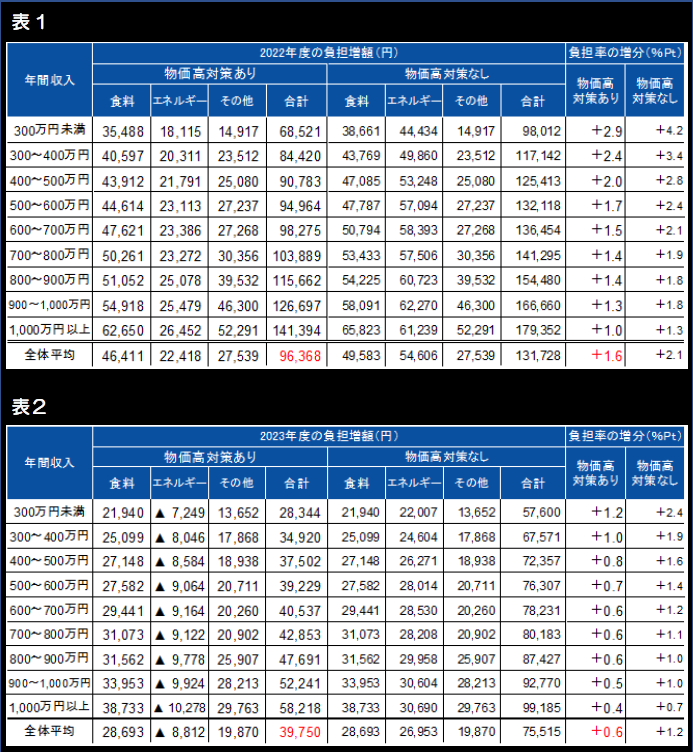 表1
年間収入 2022年度の負担増額(円) 負担率の増分(%Pt)
物価高対策あり 物価高対策なし 物価高対策あり 物価高対策なし
食料 エネルギー その他 合計 食料 エネルギー その他 合計
300万円未満 35,488 18,115 14,917 68,521 38,661 44,434 14,917 98,012 +2.9 +4.2
300～400万円 40,597 20,311 23,512 84,420 43,769 49,860 23,512 117,142 +2.4 +3.4
400～500万円 43,912 21,791 25,080 90,783 47,085 53,248 25,080 125,413 +2.0 +2.8
500～600万円 44,614 23,113 27,237 94,964 47,787 57,094 27,237 132,118 +1.7 +2.4
600～700万円 47,621 23,386 27,268 98,275 50,794 58,393 27,268 136,454 +1.5 +2.1
700～800万円 50,261 23,272 30,356 103,889 53,433 57,506 30,356 141,295 +1.4 +1.9
800～900万円 51,052 25,078 39,532 115,662 54,225 60,723 39,532 154,480 +1.4 +1.8
900～1,000万円 54,918 25,479 46,300 126,697 58,091 62,270 46,300 166,660 +1.3 +1.8
1,000万円以上 62,650 26,452 52,291 141,394 65,823 61,239 52,291 179,352 +1.0 +1.3
全体平均 46,411 22,418 27,539 96,368 49,583 54,606 27,539 131,728 +1.6 +2.1
表2
年間収入 2023年度の負担増額(円) 負担率の増分(%Pt)
物価高対策あり 物価高対策なし 物価高対策あり 物価高対策なし
食料 エネルギー その他 合計 食料 エネルギー その他 合計
300万円未満 21,940 ▲ 7,249 13,652 28,344 21,940 22,007 13,652 57,600 +1.2 +2.4
300～400万円 25,099 ▲ 8,046 17,868 34,920 25,099 24,604 17,868 67,571 +1.0 +1.9
400～500万円 27,148 ▲ 8,584 18,938 37,502 27,148 26,271 18,938 72,357 +0.8 +1.6
500～600万円 27,582 ▲ 9,064 20,711 39,229 27,582 28,014 20,711 76,307 +0.7 +1.4
600～700万円 29,441 ▲ 9,164 20,260 40,537 29,441 28,530 20,260 78,231 +0.6 +1.2
700～800万円 31,073 ▲ 9,122 20,902 42,853 31,073 28,208 20,902 80,183 +0.6 +1.1
800～900万円 31,562 ▲ 9,778 25,907 47,691 31,562 29,958 25,907 87,427 +0.6 +1.0
900～1,000万円 33,953 ▲ 9,924 28,213 52,241 33,953 30,604 28,213 92,770 +0.5 +1.0
1,000万円以上 38,733 ▲ 10,278 29,763 58,218 38,733 30,690 29,763 99,185 +0.4 +0.7
全体平均 28,693 ▲ 8,812 19,870 39,750 28,693 26,953 19,870 75,515 +0.6 +1.2